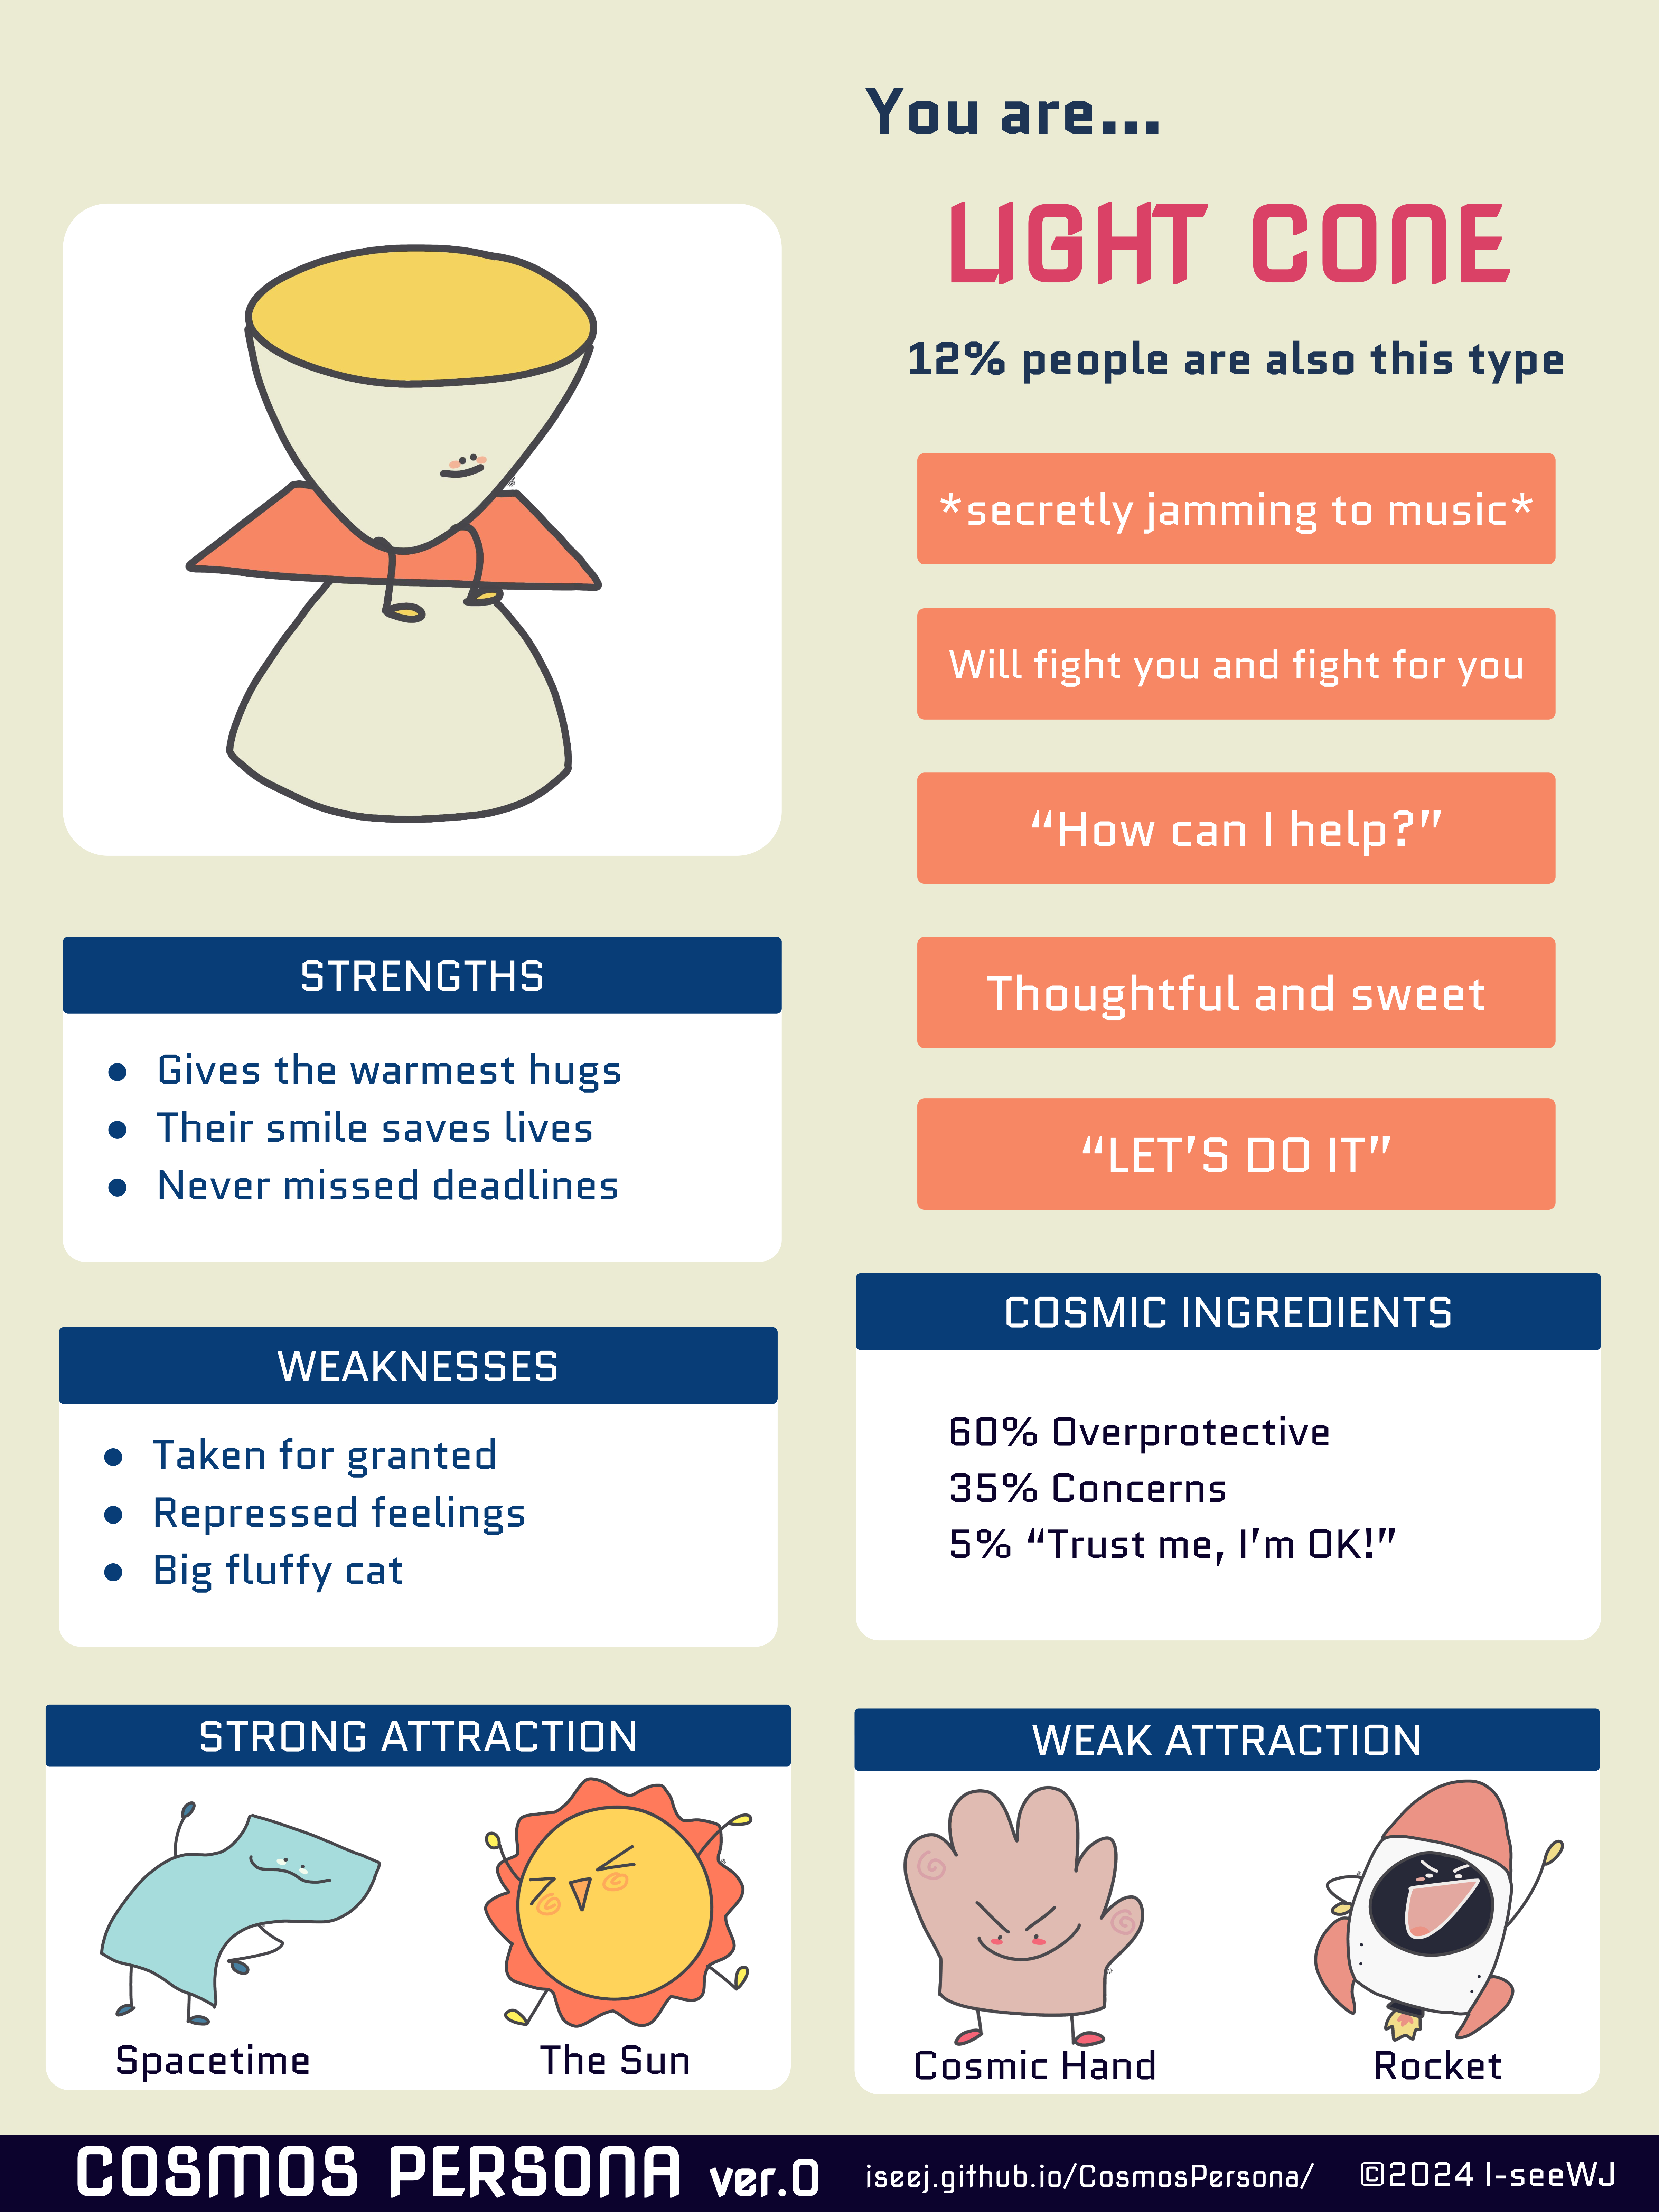 You are...
LIGHT CONE
12% people are also this type
*secretly jamming to music*
Will fight you and fight for you
“How can I help?”
Thoughtful and sweet
“LET’S DO IT”
STRENGTHS
● Gives the warmest hugs
● Their smile saves lives
● Never missed deadlines
WEAKNESSES
● Taken for granted
● Repressed feelings
● Big fluffy cat
COSMIC INGREDIENTS
60% Overprotective
35% Concerns
5% “Trust me, I’m OK!”
STRONG ATTRACTION
Spacetime
The Sun
WEAK ATTRACTION
Cosmic Hand
Rocket
COSMOS PERSONA ver.0
iseej.github.io/CosmosPersona/
©2024 I-seeWJ